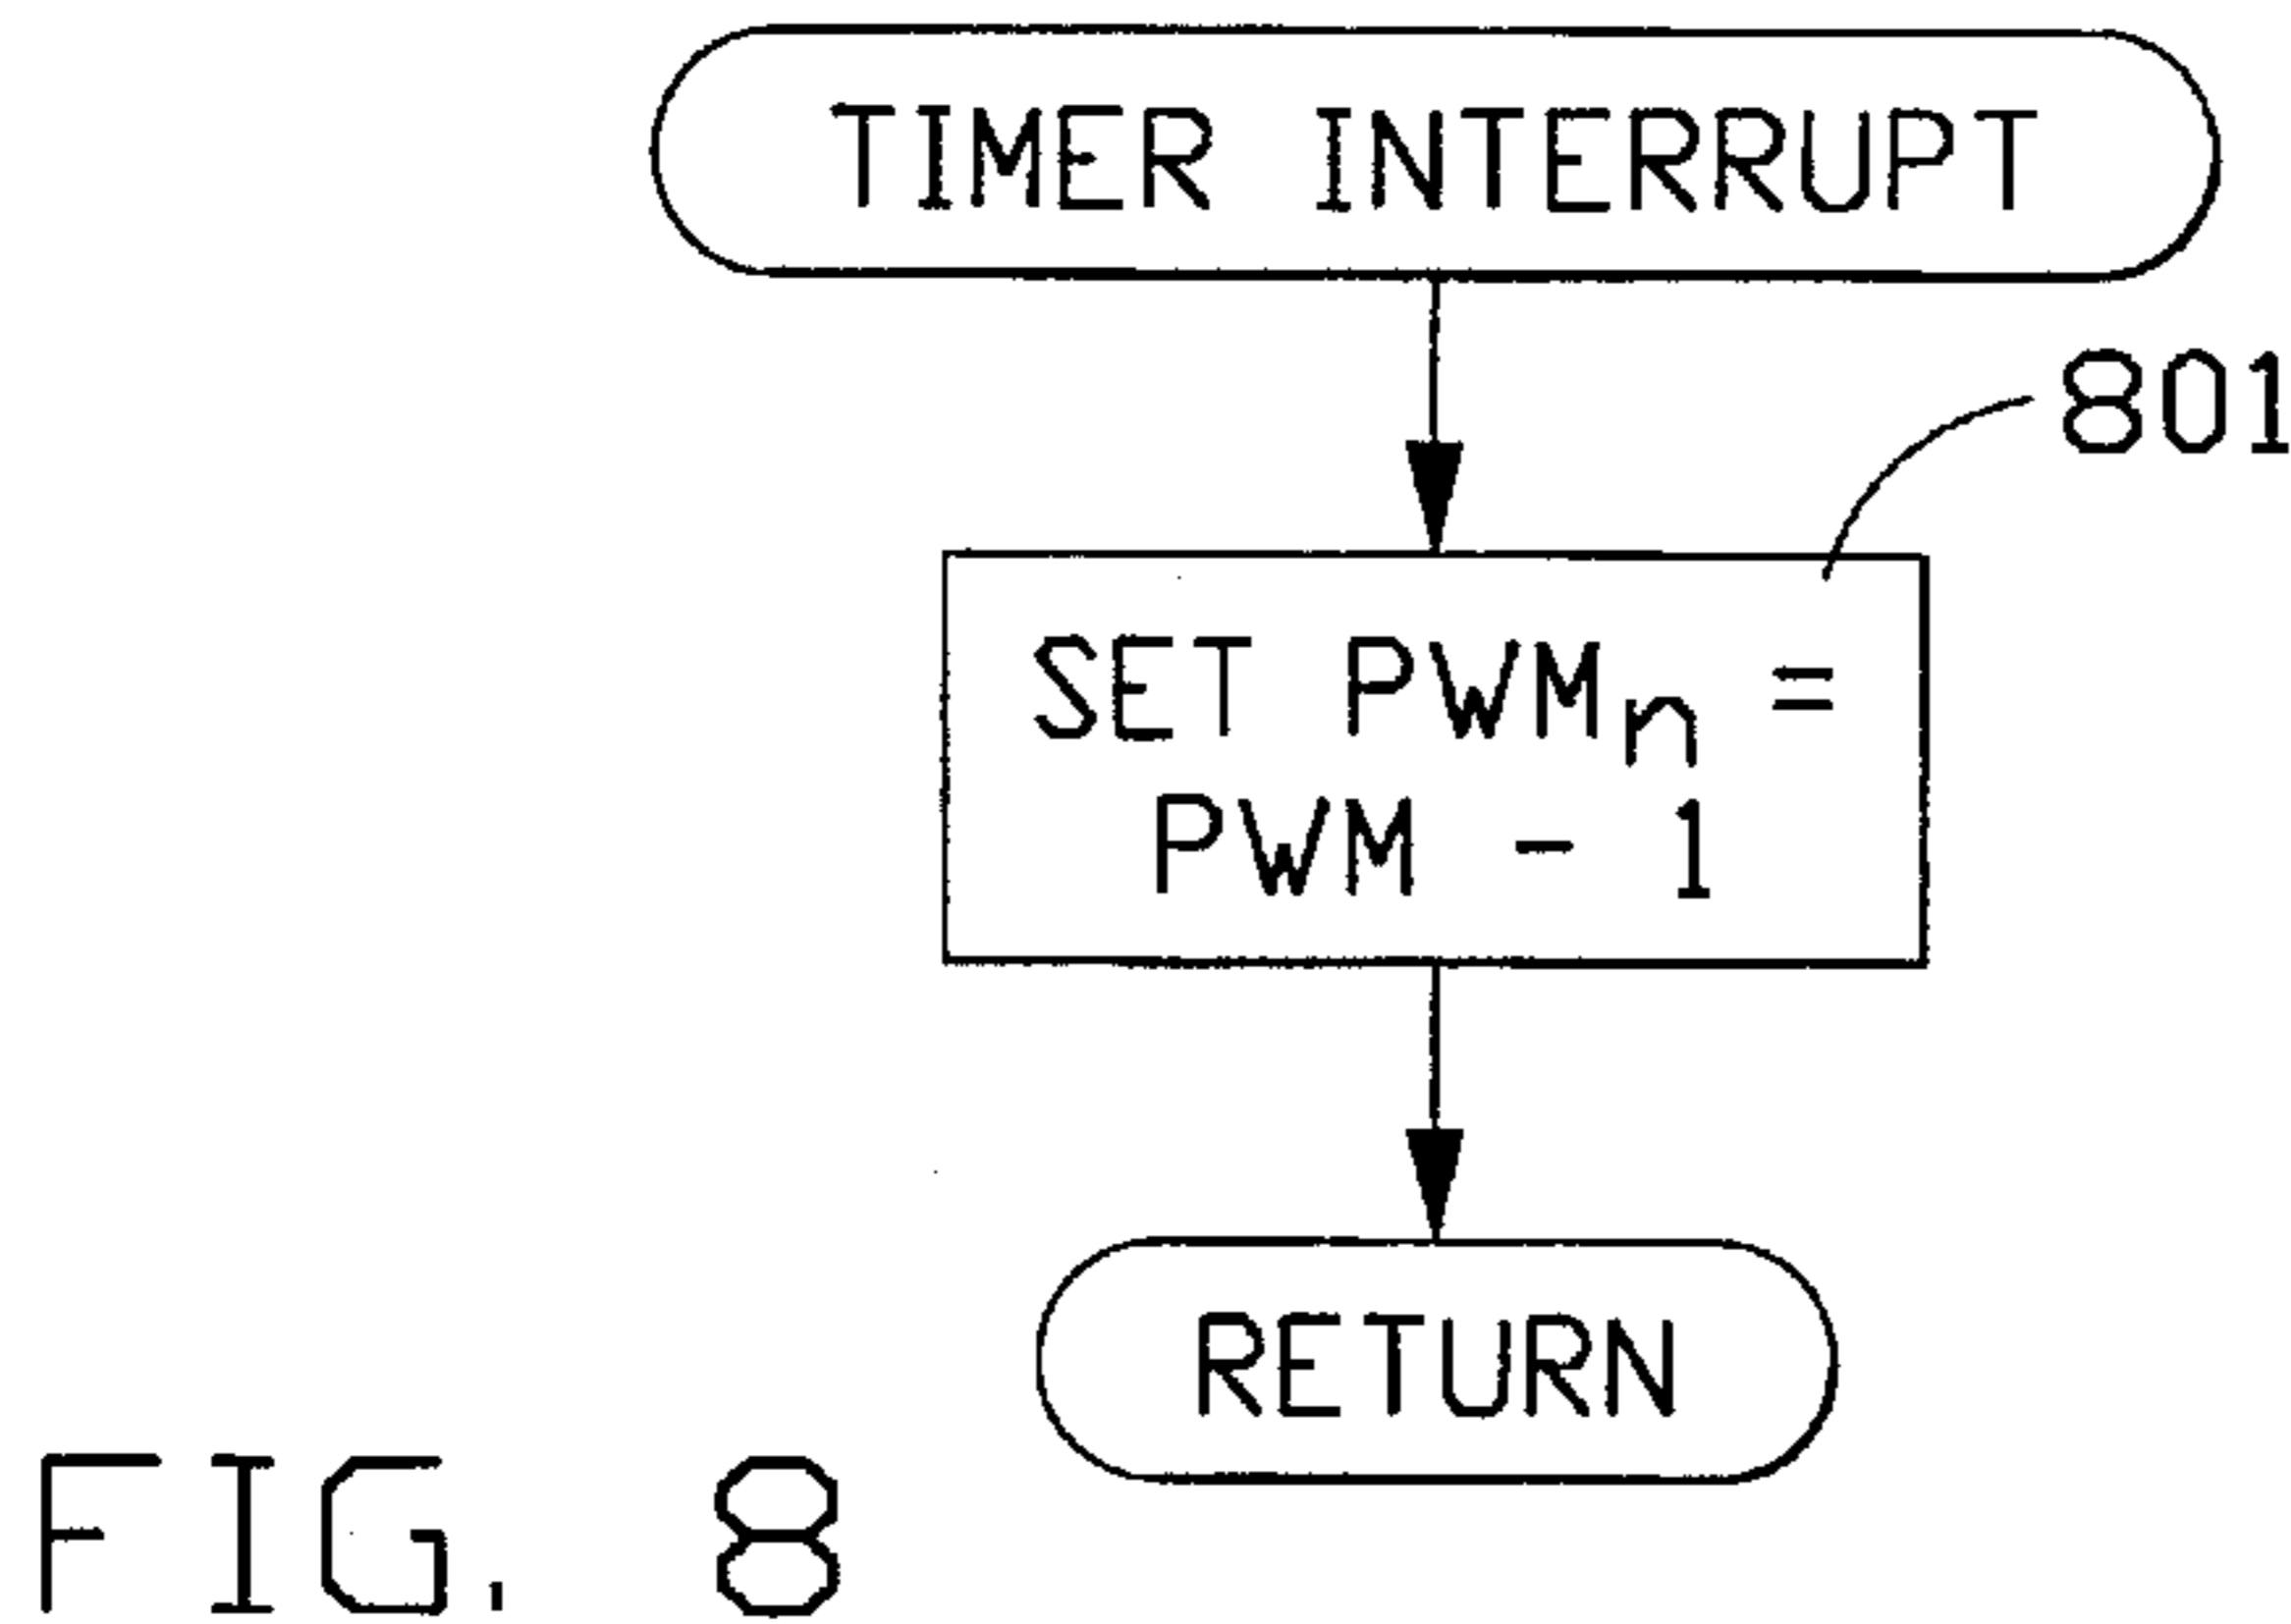 TIMER INTERRUPT
801
SET PWMn =
PWM - 1
RETURN
FIG. 8